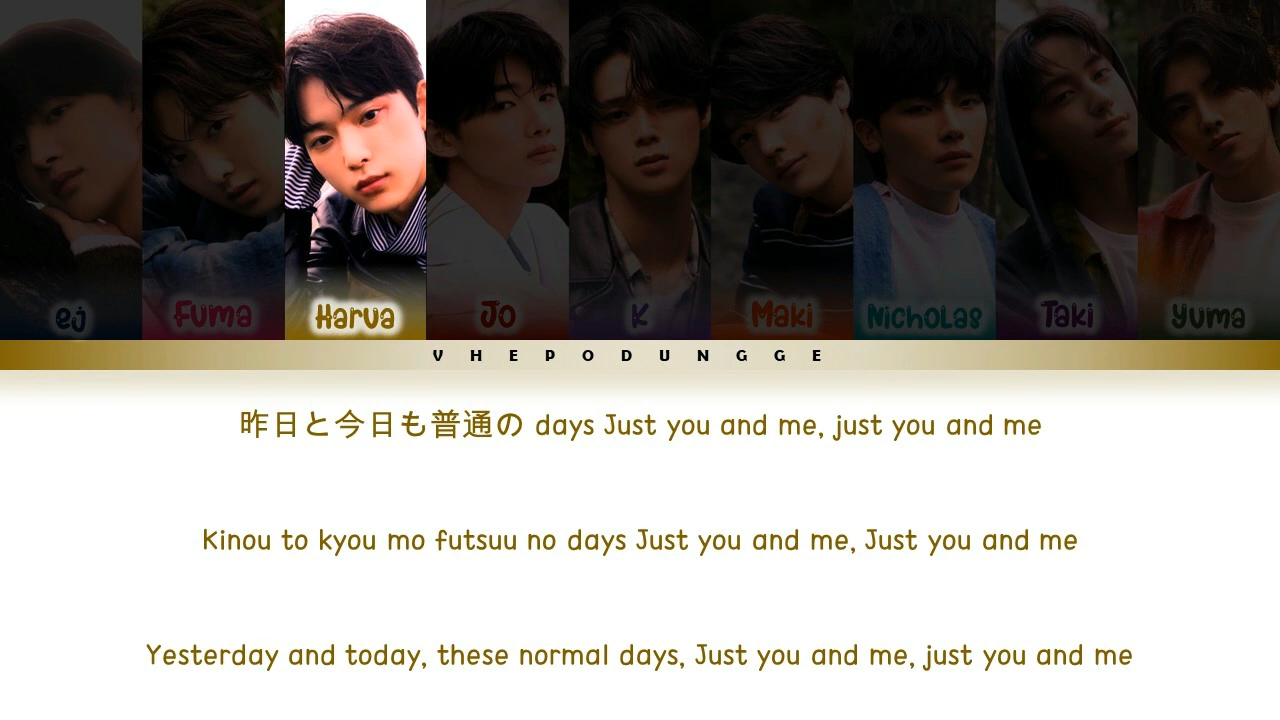 ej Fuma Harua Jo K Maki Nicholas Taki Yuma
VHEPODUNGGE
昨日と今日も普通の days Just you and me, just you and me
Kinou to kyou mo futsuu no days Just you and me, Just you and me
Yesterday and today, these normal days, Just you and me, just you and me